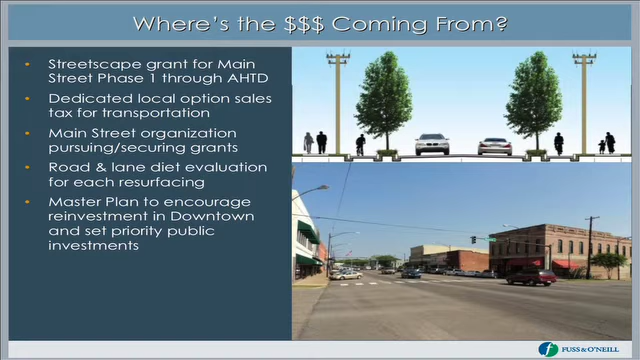 Where's the $$$ Coming From?
• Streetscape grant for Main
Street Phase 1 through AHTD
• Dedicated local option sales
tax for transportation
• Main Street organization
pursuing/securing grants
• Road & lane diet evaluation
for each resurfacing
• Master Plan to encourage
reinvestment in Downtown
and set priority public
investments
FUSS & O'NEILL